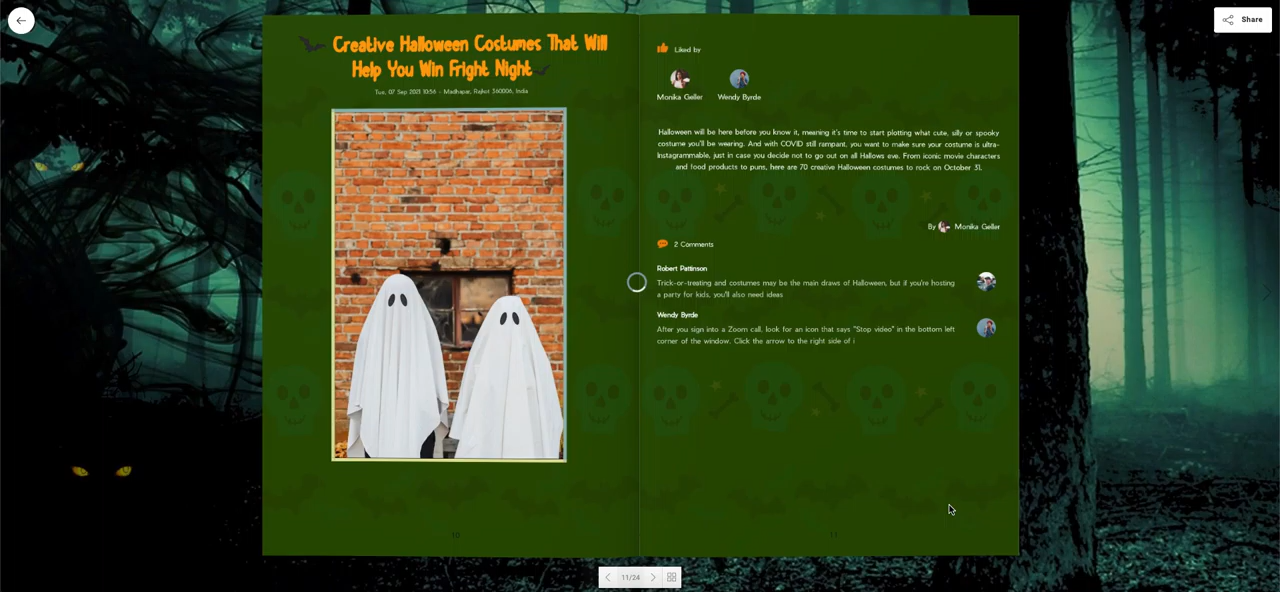 Share
Creative Halloween Costumes That Will
Help You Win Fright Night
Tue, 07 Sep 2021 10:56 - Madhapar, Rajkot 360006, India
10
Liked by
Monika Geller
Wendy Byrde
Halloween will be here before you know it, meaning it's time to start plotting what cute, silly or spooky
costume you'll be wearing. And with COVID still rampant, you want to make sure your costume is ultra-
Instagrammable, just in case you decide not to go out on all Hallows eve. From iconic movie characters
and food products to puns, here are 70 creative Halloween costumes to rock on October 31.
By Monika Geller
2 Comments
Robert Pattinson
Trick-or-treating and costumes may be the main draws of Halloween, but if you're hosting
a party for kids, you'll also need ideas
Wendy Byrde
After you sign into a Zoom call, look for an icon that says "Stop video" in the bottom left
corner of the window. Click the arrow to the right side of i
11
11/24